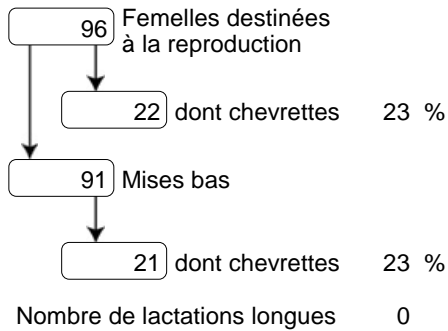 96 Femelles destinées
à la reproduction
22 dont chevrettes 23 %
91 Mises bas
21 dont chevrettes 23 %
Nombre de lactations longues 0